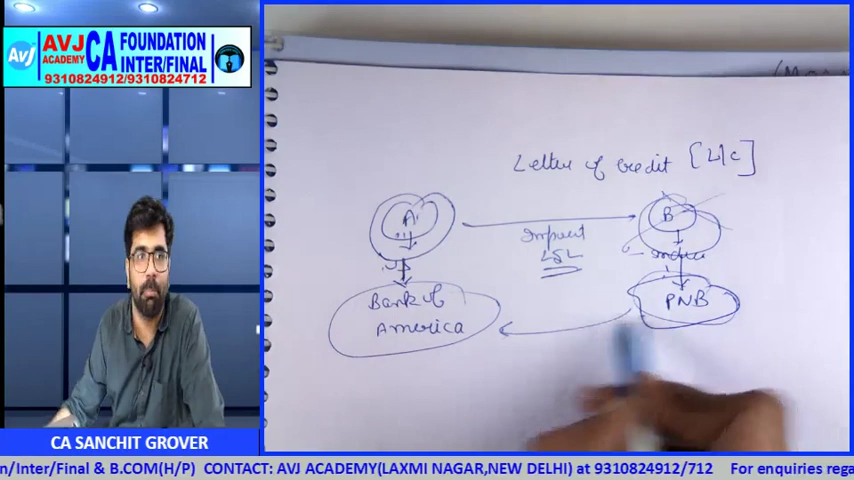 AvJ
AVJ
ACADEMY
CA
FOUNDATION
INTER/FINAL
9310824912/9310824712
Letter of credit [L/c]
A
B
Import
Bank of
America
PNB
CA SANCHIT GROVER
n/Inter/Final & B.COM(H/P) CONTACT: AVJ ACADEMY(LAXMI NAGAR,NEW DELHI) at 9310824912/712 For enquiries rega